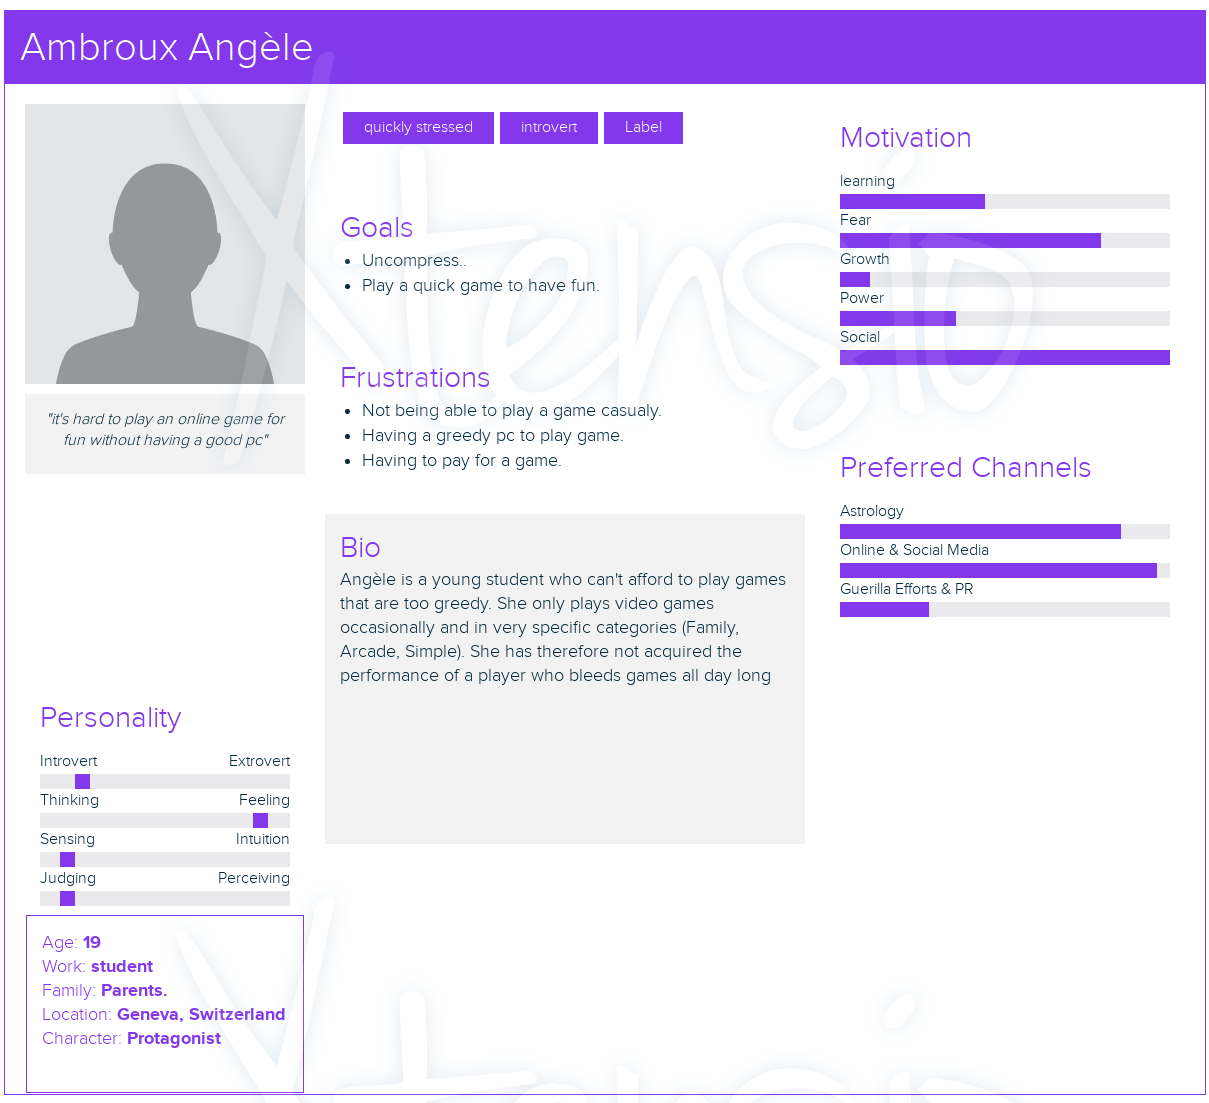 Ambroux Angèle
quickly stressed
introvert
Label
Goals
• Uncompress..
• Play a quick game to have fun.
Frustrations
• Not being able to play a game casualy.
• Having a greedy pc to play game.
• Having to pay for a game.
"it's hard to play an online game for
fun without having a good pc"
Bio
Angèle is a young student who can't afford to play games
that are too greedy. She only plays video games
occasionally and in very specific categories (Family,
Arcade, Simple). She has therefore not acquired the
performance of a player who bleeds games all day long
Motivation
learning
Fear
Growth
Power
Social
Preferred Channels
Astrology
Online & Social Media
Guerilla Efforts & PR
Personality
Introvert Extrovert
Thinking Feeling
Sensing Intuition
Judging Perceiving
Age: 19
Work: student
Family: Parents.
Location: Geneva, Switzerland
Character: Protagonist
Xtensio
Xtensio